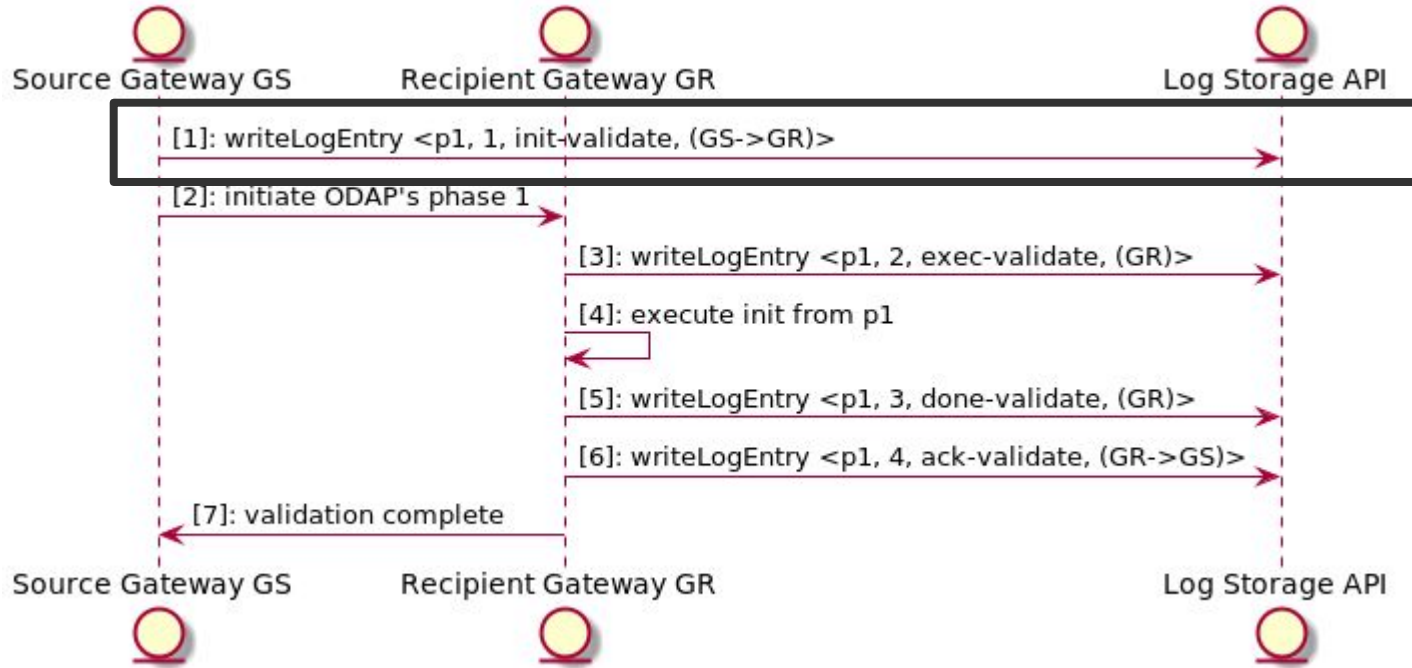 Source Gateway GS Recipient Gateway GR Log Storage API
[1]: writeLogEntry <p1, 1, init-validate, (GS->GR)>
[2]: initiate ODAP's phase 1
[3]: writeLogEntry <p1, 2, exec-validate, (GR)>
[4]: execute init from p1
[5]: writeLogEntry <p1, 3, done-validate, (GR)>
[6]: writeLogEntry <p1, 4, ack-validate, (GR->GS)>
[7]: validation complete
Source Gateway GS Recipient Gateway GR Log Storage API